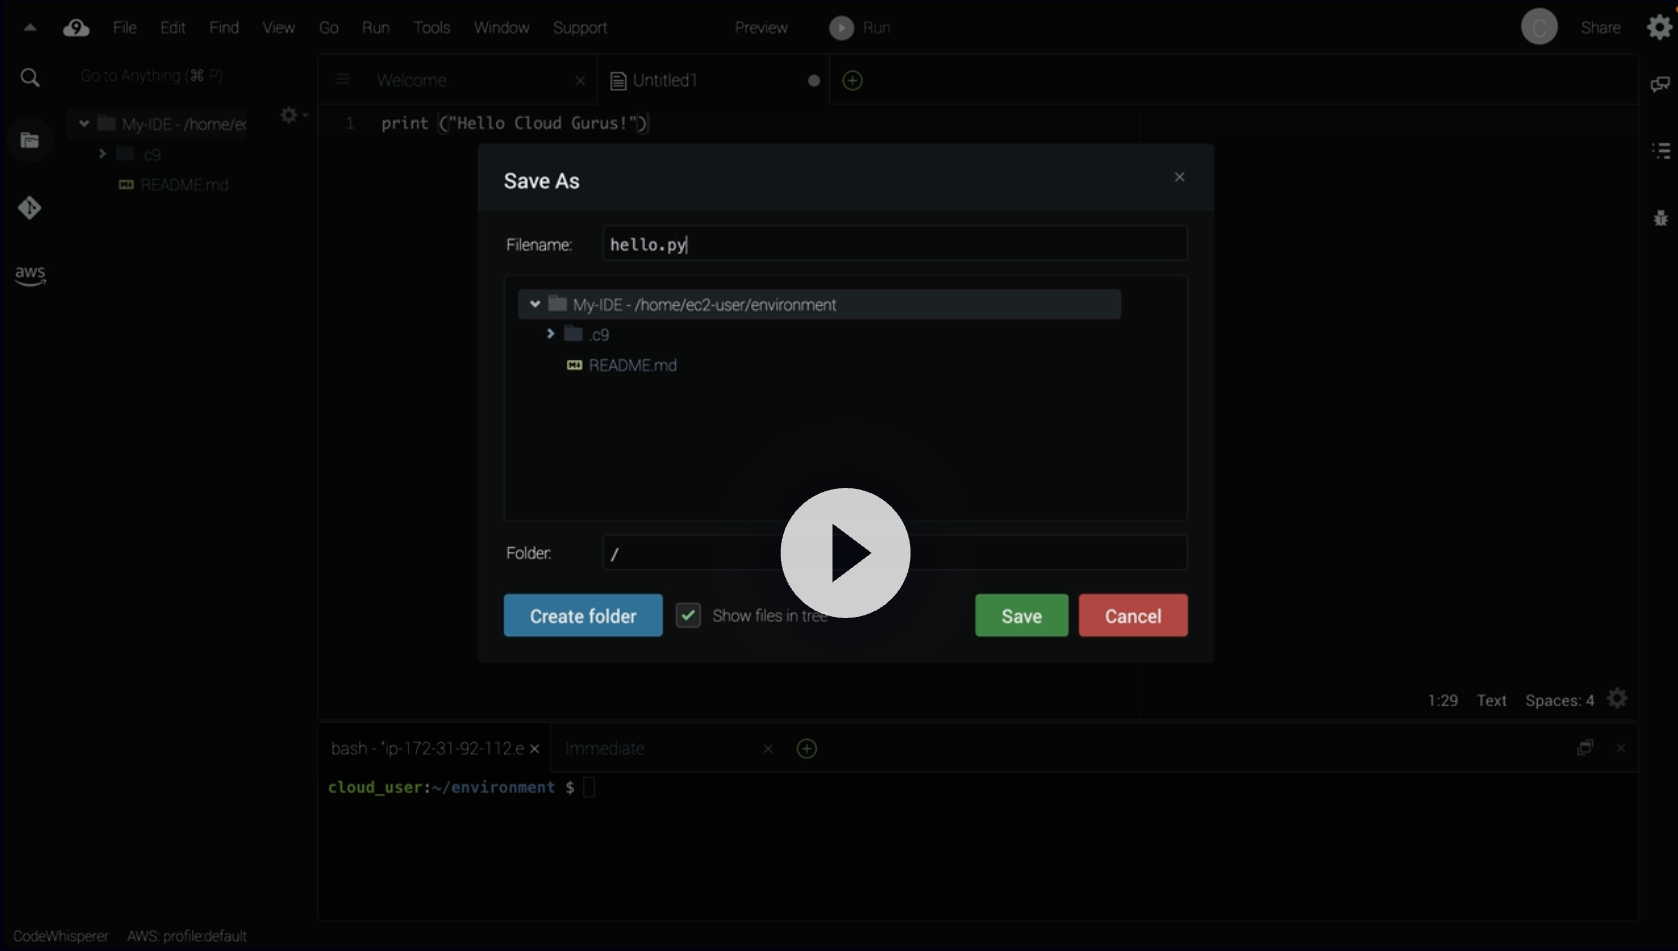 9 File Edit Find View Go Run Tools Window Support Preview Run C Share
Go to Anything (⌘ P)
Welcome × Untitled1
My-IDE - /home/ec
1 print ("Hello Cloud Gurus!")
.c9
README.md
aws
Save As ×
Filename: hello.py
My-IDE - /home/ec2-user/environment
.c9
README.md
Folder: /
Create folder Show files in tree Save Cancel
1:29 Text Spaces: 4
bash - "ip-172-31-92-112.e × Immediate ×
cloud_user:~/environment $
CodeWhisperer AWS: profile:default